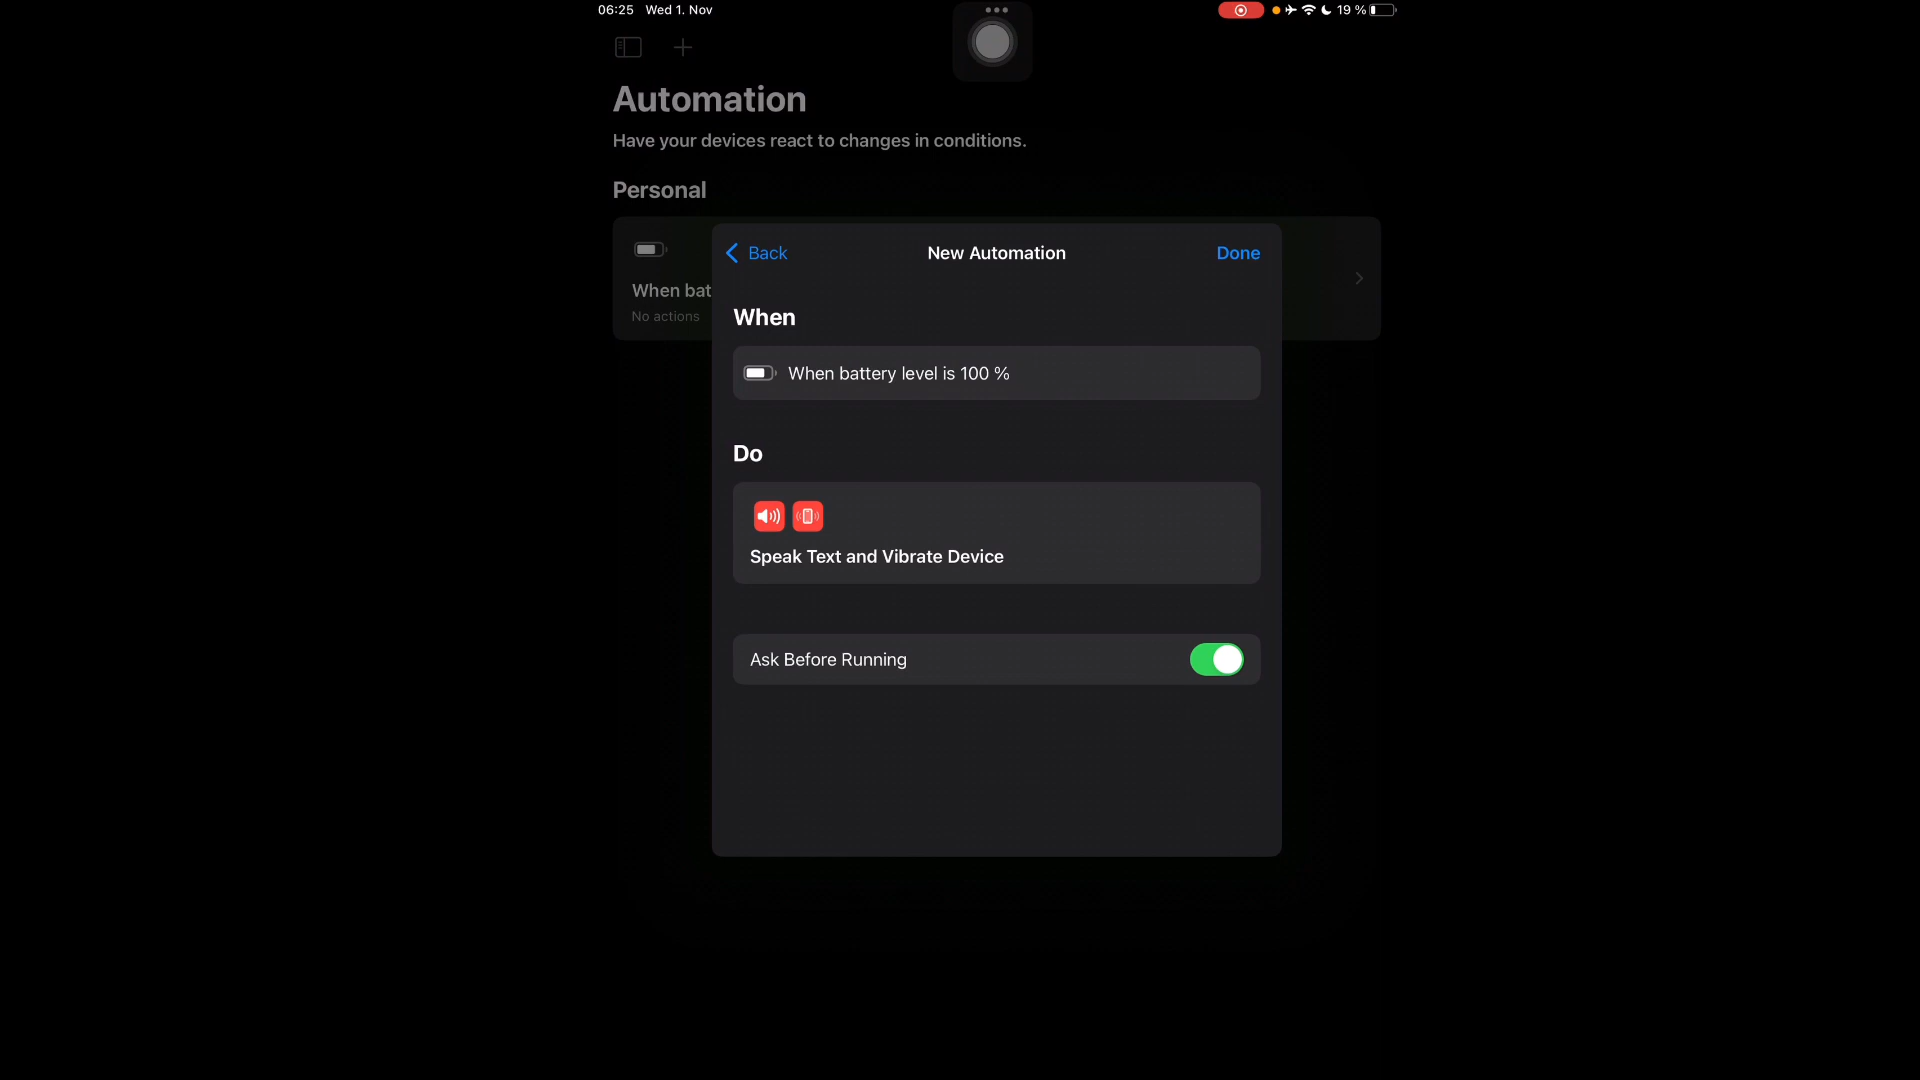 06:25 Wed 1. Nov
19 %
Automation
Have your devices react to changes in conditions.
Personal
When bat
No actions
Back
New Automation
Done
When
When battery level is 100 %
Do
Speak Text and Vibrate Device
Ask Before Running